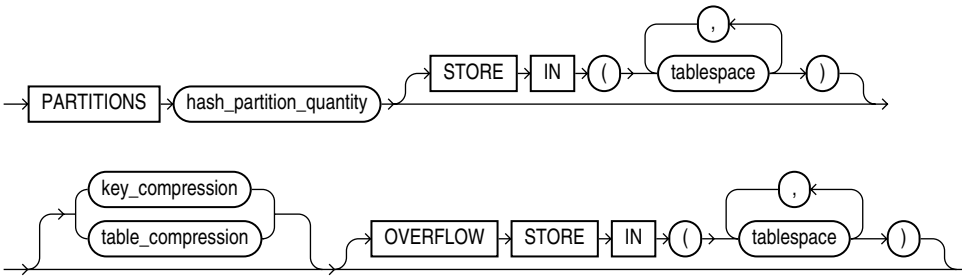 ,
STORE IN ( tablespace )
PARTITIONS hash_partition_quantity
key_compression ,
table_compression OVERFLOW STORE IN ( tablespace )